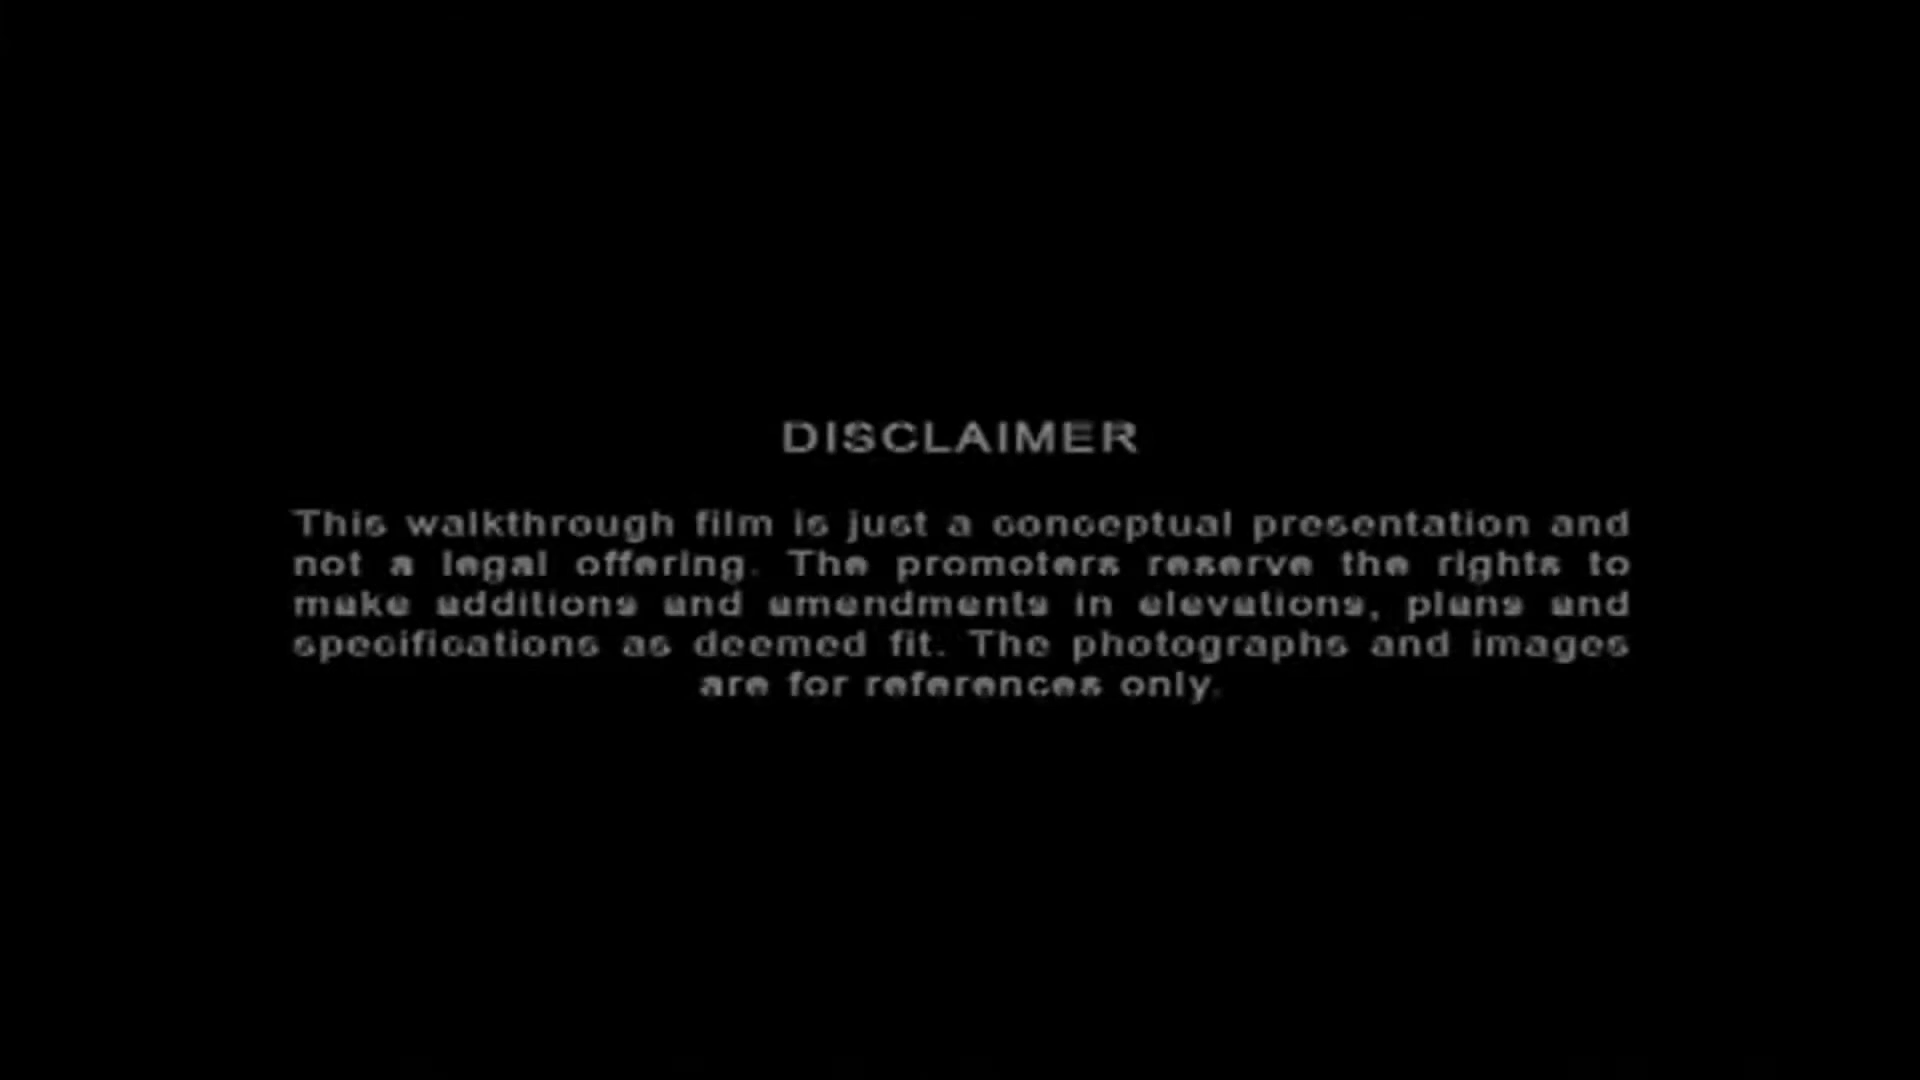 DISCLAIMER
This walkthrough film is just a conceptual presentation and
not a legal offering. The promoters reserve the rights to
make additions and amendments in elevations, plans and
specifications as deemed fit. The photographs and images
are for references only.